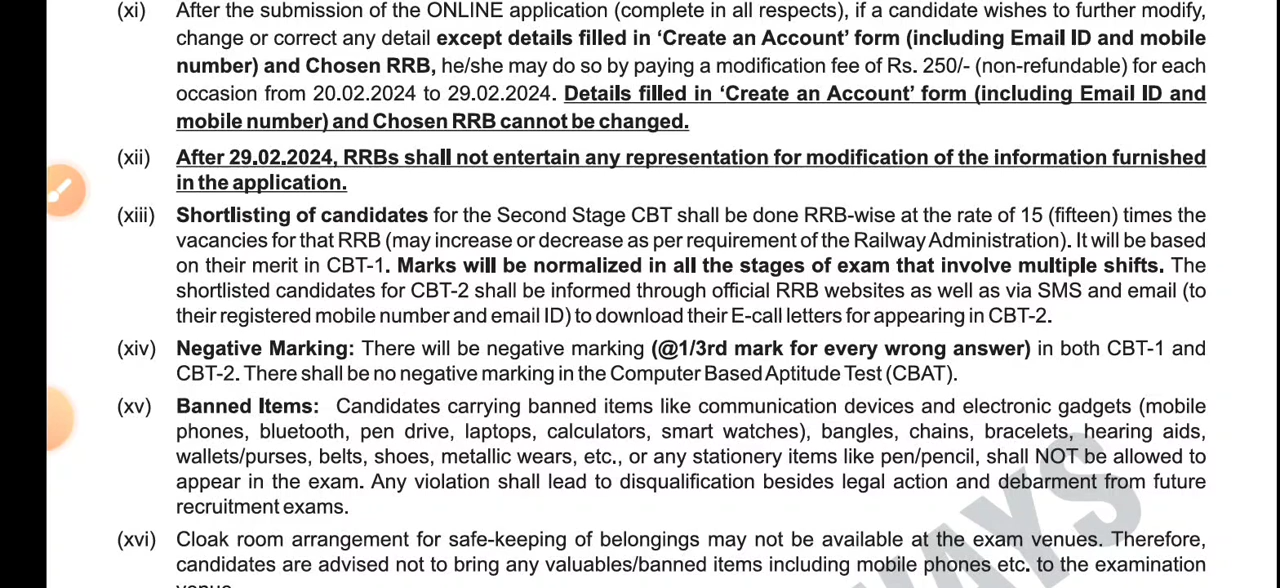 (xi) After the submission of the ONLINE application (complete in all respects), if a candidate wishes to further modify,
change or correct any detail except details filled in ‘Create an Account’ form (including Email ID and mobile
number) and Chosen RRB, he/she may do so by paying a modification fee of Rs. 250/- (non-refundable) for each
occasion from 20.02.2024 to 29.02.2024. Details filled in ‘Create an Account’ form (including Email ID and
mobile number) and Chosen RRB cannot be changed.
(xii) After 29.02.2024, RRBs shall not entertain any representation for modification of the information furnished
in the application.
(xiii) Shortlisting of candidates for the Second Stage CBT shall be done RRB-wise at the rate of 15 (fifteen) times the
vacancies for that RRB (may increase or decrease as per requirement of the Railway Administration). It will be based
on their merit in CBT-1. Marks will be normalized in all the stages of exam that involve multiple shifts. The
shortlisted candidates for CBT-2 shall be informed through official RRB websites as well as via SMS and email (to
their registered mobile number and email ID) to download their E-call letters for appearing in CBT-2.
(xiv) Negative Marking: There will be negative marking (@1/3rd mark for every wrong answer) in both CBT-1 and
CBT-2. There shall be no negative marking in the Computer Based Aptitude Test (CBAT).
(xv) Banned Items: Candidates carrying banned items like communication devices and electronic gadgets (mobile
phones, bluetooth, pen drive, laptops, calculators, smart watches), bangles, chains, bracelets, hearing aids,
wallets/purses, belts, shoes, metallic wears, etc., or any stationery items like pen/pencil, shall NOT be allowed to
appear in the exam. Any violation shall lead to disqualification besides legal action and debarment from future
recruitment exams.
(xvi) Cloak room arrangement for safe-keeping of belongings may not be available at the exam venues. Therefore,
candidates are advised not to bring any valuables/banned items including mobile phones etc. to the examination